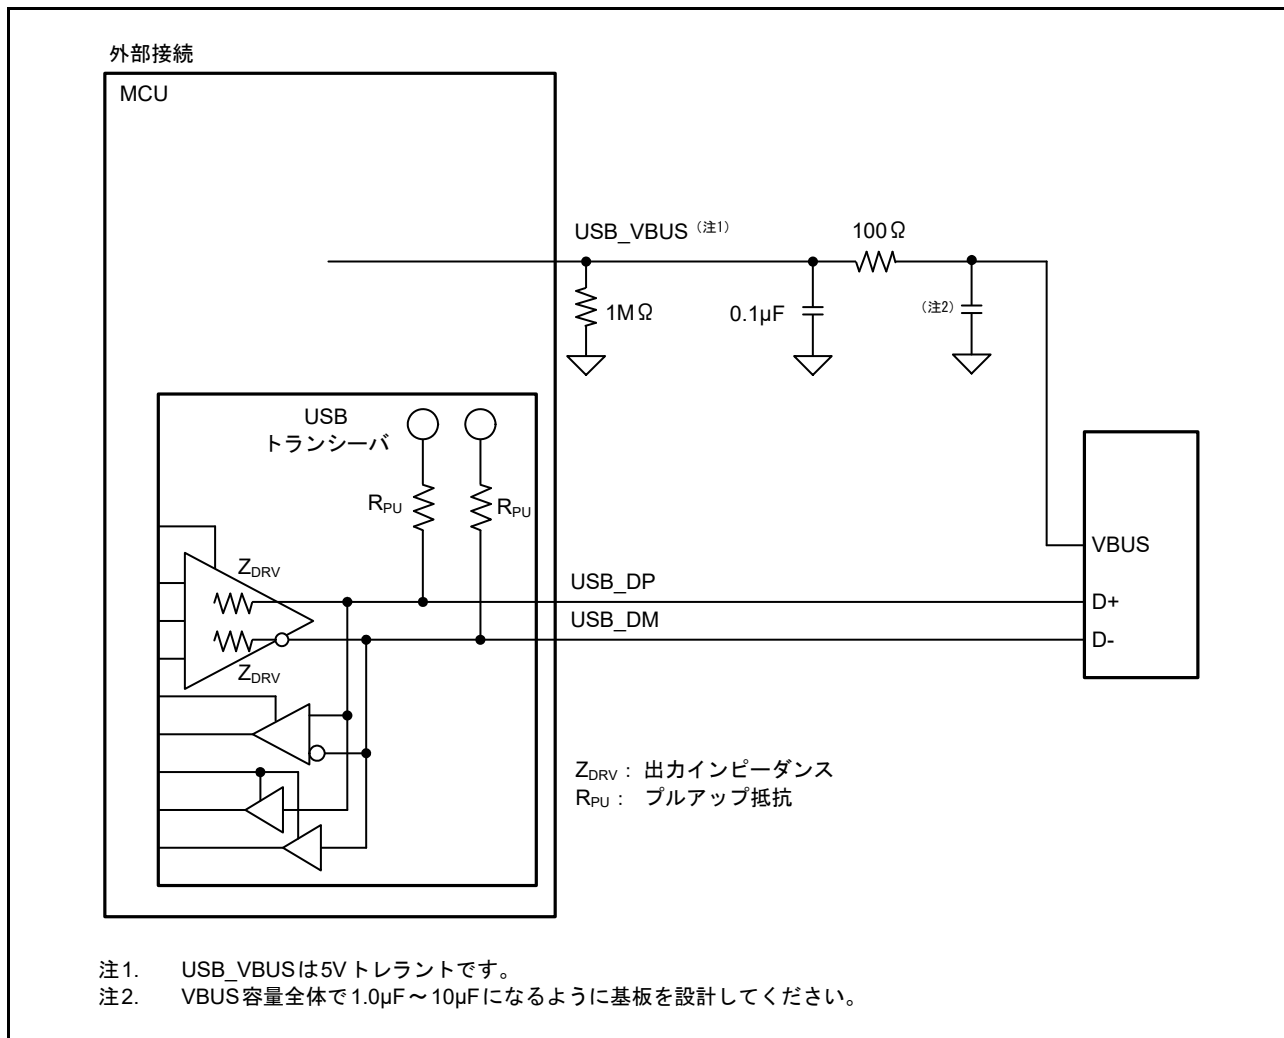 外部接続
MCU
USB_VBUS（注1）
100Ω
1MΩ
0.1µF
（注2）
USB
トランシーバ
RPU
RPU
VBUS
ZDRV
USB_DP
D+
USB_DM
D-
ZDRV
ZDRV： 出力インピーダンス
RPU： プルアップ抵抗
注1. USB_VBUSは5Vトレラントです。
注2. VBUS容量全体で1.0µF～10µFになるように基板を設計してください。